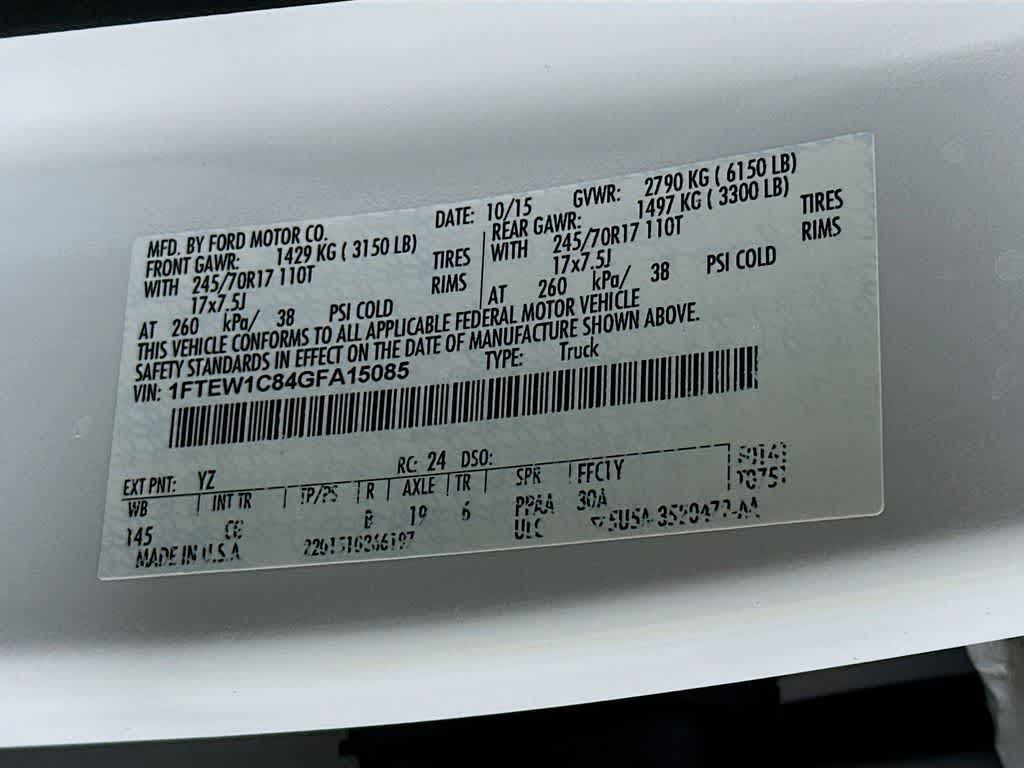 MFD. BY FORD MOTOR CO. DATE: 10/15 GVWR: 2790 KG ( 6150 LB)
FRONT GAWR: 1429 KG ( 3150 LB) REAR GAWR: 1497 KG ( 3300 LB)
WITH 245/70R17 110T TIRES WITH 245/70R17 110T TIRES
17x7.5J RIMS 17x7.5J RIMS
AT 260 kPa/ 38 PSI COLD AT 260 kPa/ 38 PSI COLD
THIS VEHICLE CONFORMS TO ALL APPLICABLE FEDERAL MOTOR VEHICLE
SAFETY STANDARDS IN EFFECT ON THE DATE OF MANUFACTURE SHOWN ABOVE.
VIN: 1FTEW1C84GFA15085 TYPE: Truck
EXT PNT: YZ RC: 24 DSO:
WB INT TR TP/PS R AXLE TR SPR FFC1Y
145 B 19 6 PPAA 30A
MADE IN U.S.A ULC